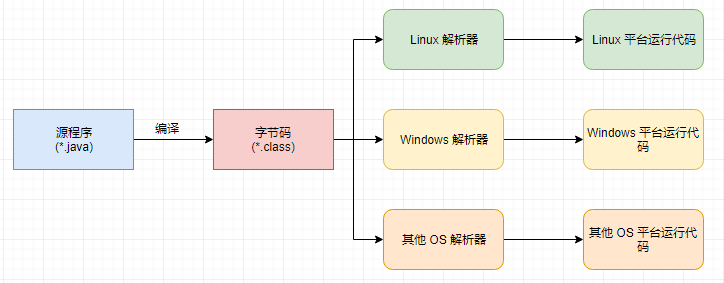 Linux 解析器
Linux 平台运行代码
源程序
(*.java)
编译
字节码
(*.class)
Windows 解析器
Windows 平台运行代
码
其他 OS 解析器
其他 OS 平台运行代
码